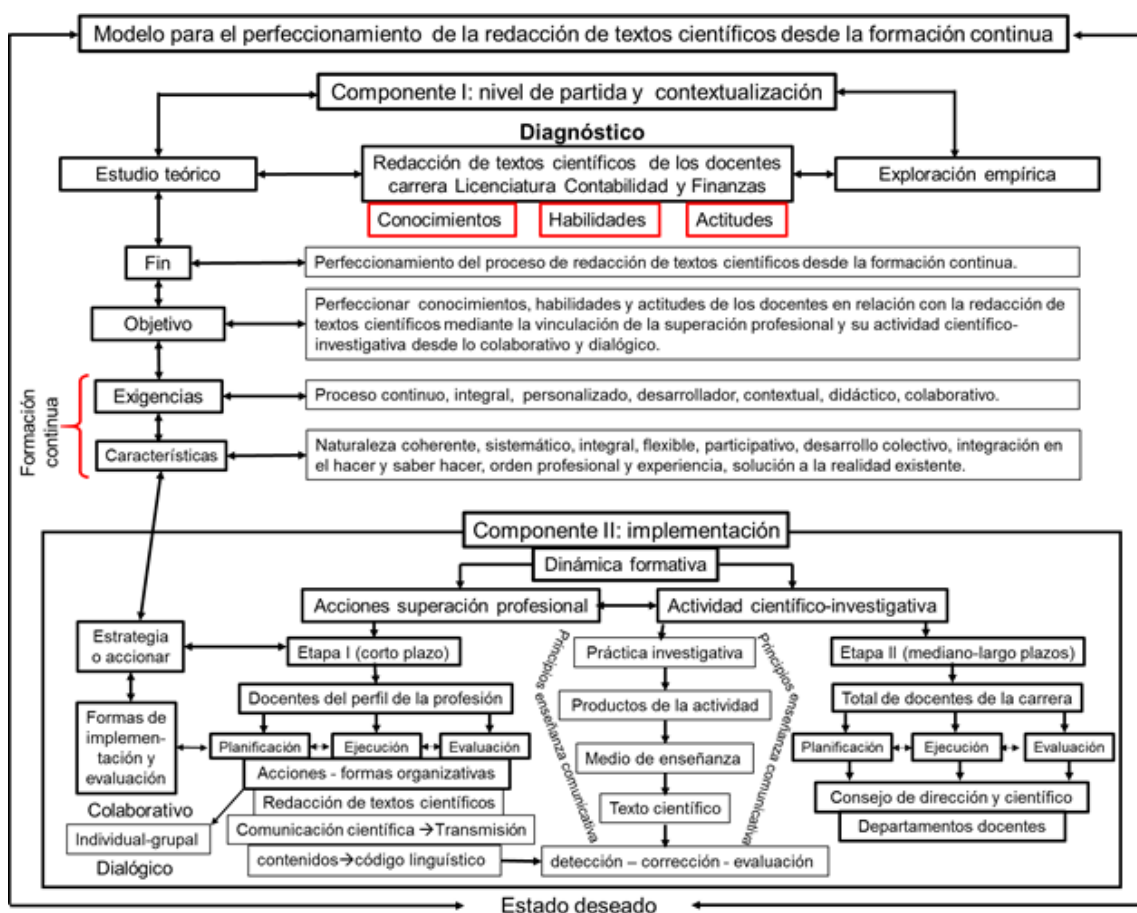 Modelo para el perfeccionamiento de la redacción de textos científicos desde la formación continua
Componente I: nivel de partida y contextualización
Diagnóstico
Estudio teórico
Redacción de textos científicos de los docentes
carrera Licenciatura Contabilidad y Finanzas
Exploración empírica
Conocimientos
Habilidades
Actitudes
Fin
Perfeccionamiento del proceso de redacción de textos científicos desde la formación continua.
Objetivo
Perfeccionar conocimientos, habilidades y actitudes de los docentes en relación con la redacción de
textos científicos mediante la vinculación de la superación profesional y su actividad científico-
investigativa desde lo colaborativo y dialógico.
Formación
continua
Exigencias
Proceso continuo, integral, personalizado, desarrollador, contextual, didáctico, colaborativo.
Características
Naturaleza coherente, sistemático, integral, flexible, participativo, desarrollo colectivo, integración en
el hacer y saber hacer, orden profesional y experiencia, solución a la realidad existente.
Componente II: implementación
Dinámica formativa
Acciones superación profesional
Actividad científico-investigativa
Estrategia
o accionar
Etapa I (corto plazo)
Práctica investigativa
Etapa II (mediano-largo plazos)
Principios enseñanza comunicativa
Principios enseñanza comunicativa
Docentes del perfil de la profesión
Productos de la actividad
Total de docentes de la carrera
Formas de
implemen-
tación y
evaluación
Planificación
Ejecución
Evaluación
Medio de enseñanza
Planificación
Ejecución
Evaluación
Acciones - formas organizativas
Colaborativo
Redacción de textos científicos
Texto científico
Consejo de dirección y científico
Individual-grupal
Comunicación científica →Transmisión
Departamentos docentes
Dialógico
contenidos→código linguístico
detección – corrección - evaluación
Estado deseado